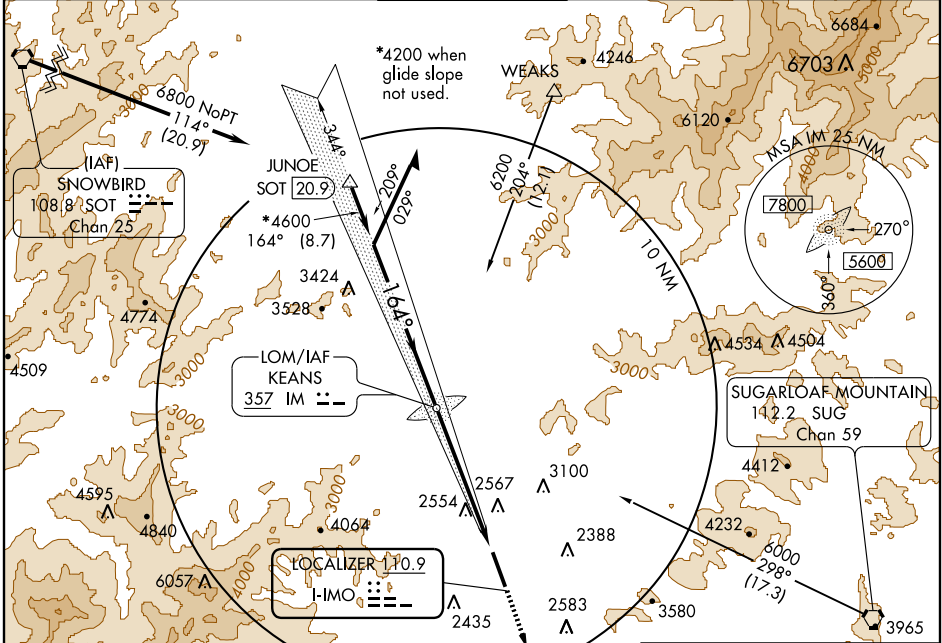 *4200 when
glide slope
not used.
WEAKS
4246
6684
6703
6120
6800 NoPT
114°
(20.9)
3000
(IAF)
SNOWBIRD
108.8 SOT
Chan 25
JUNOE
SOT 20.9
*4600
164° (8.7)
344°
209°
029°
6200
204°
(12.1)
3000
5000
4000
MSA IM 25 NM
7800
270°
5600
360°
10 NM
3424
3528
4774
4509
3000
3000
164°
LOM/IAF
KEANS
357 IM
4534
4504
3000
SUGARLOAF MOUNTAIN
112.2 SUG
Chan 59
4412
4595
4840
3000
4064
2554
2567
3100
2388
4232
6000
298°
(17.3)
6057
4000
LOCALIZER 110.9
I-IMO
2435
2583
3580
3965